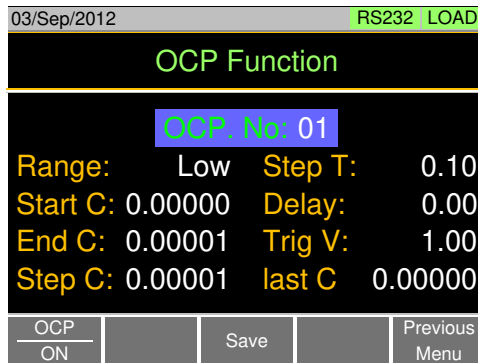 03/Sep/2012 RS232 LOAD
OCP Function
OCP. No: 01
Range: Low Step T: 0.10
Start C: 0.00000 Delay: 0.00
End C: 0.00001 Trig V: 1.00
Step C: 0.00001 last C 0.00000
OCP Save Previous
ON Menu